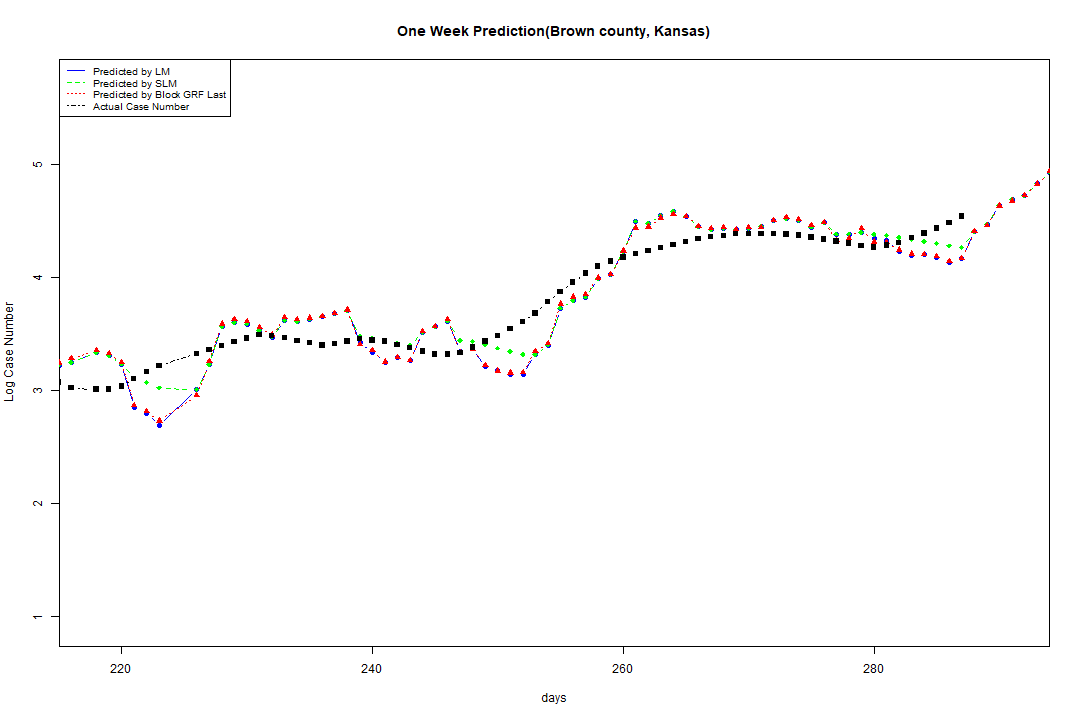 One Week Prediction(Brown county, Kansas)
Predicted by LM
Predicted by SLM
Predicted by Block GRF Last
Actual Case Number
5
4
3
2
1
Log Case Number
220 240 260 280
days